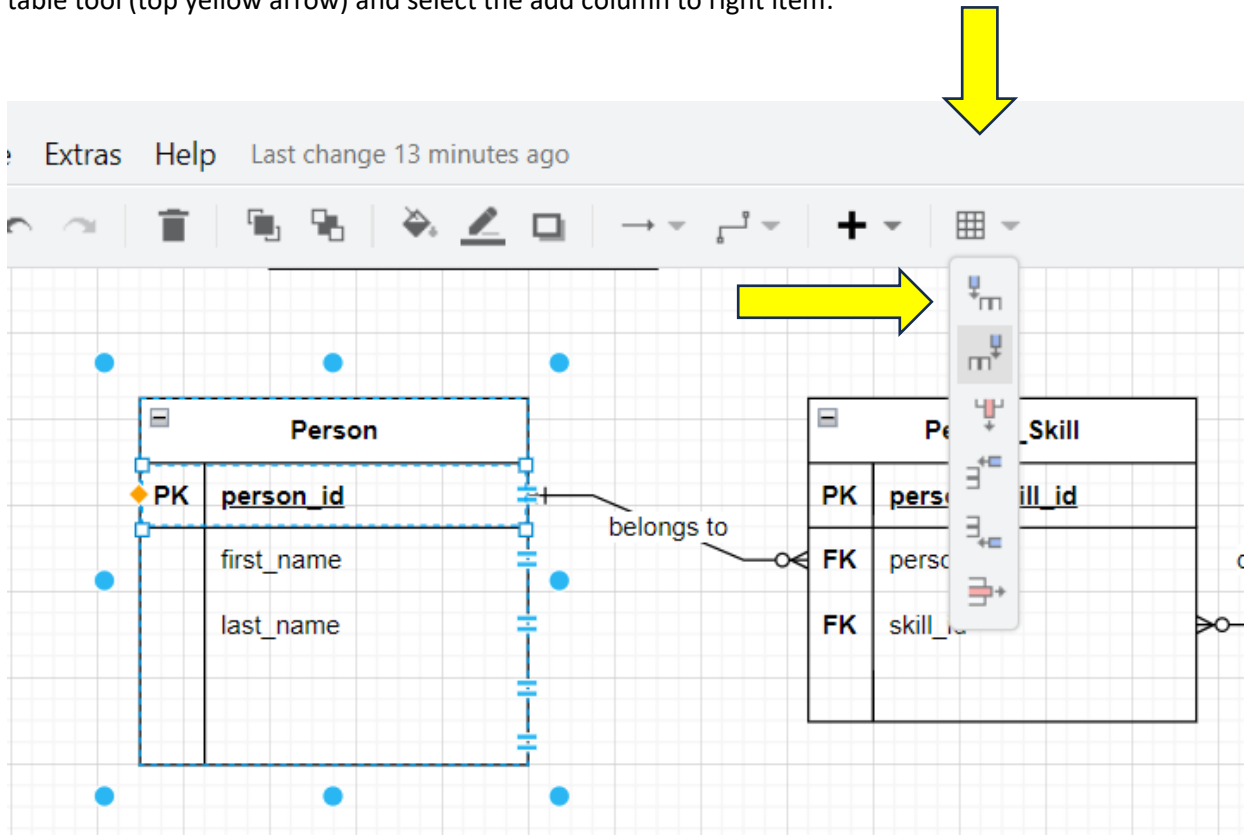 table tool (top yellow arrow) and select the add column to right item.
Extras Help Last change 13 minutes ago
Person
PK person_id
first_name
last_name
belongs to
_Skill
PK
FK
FK